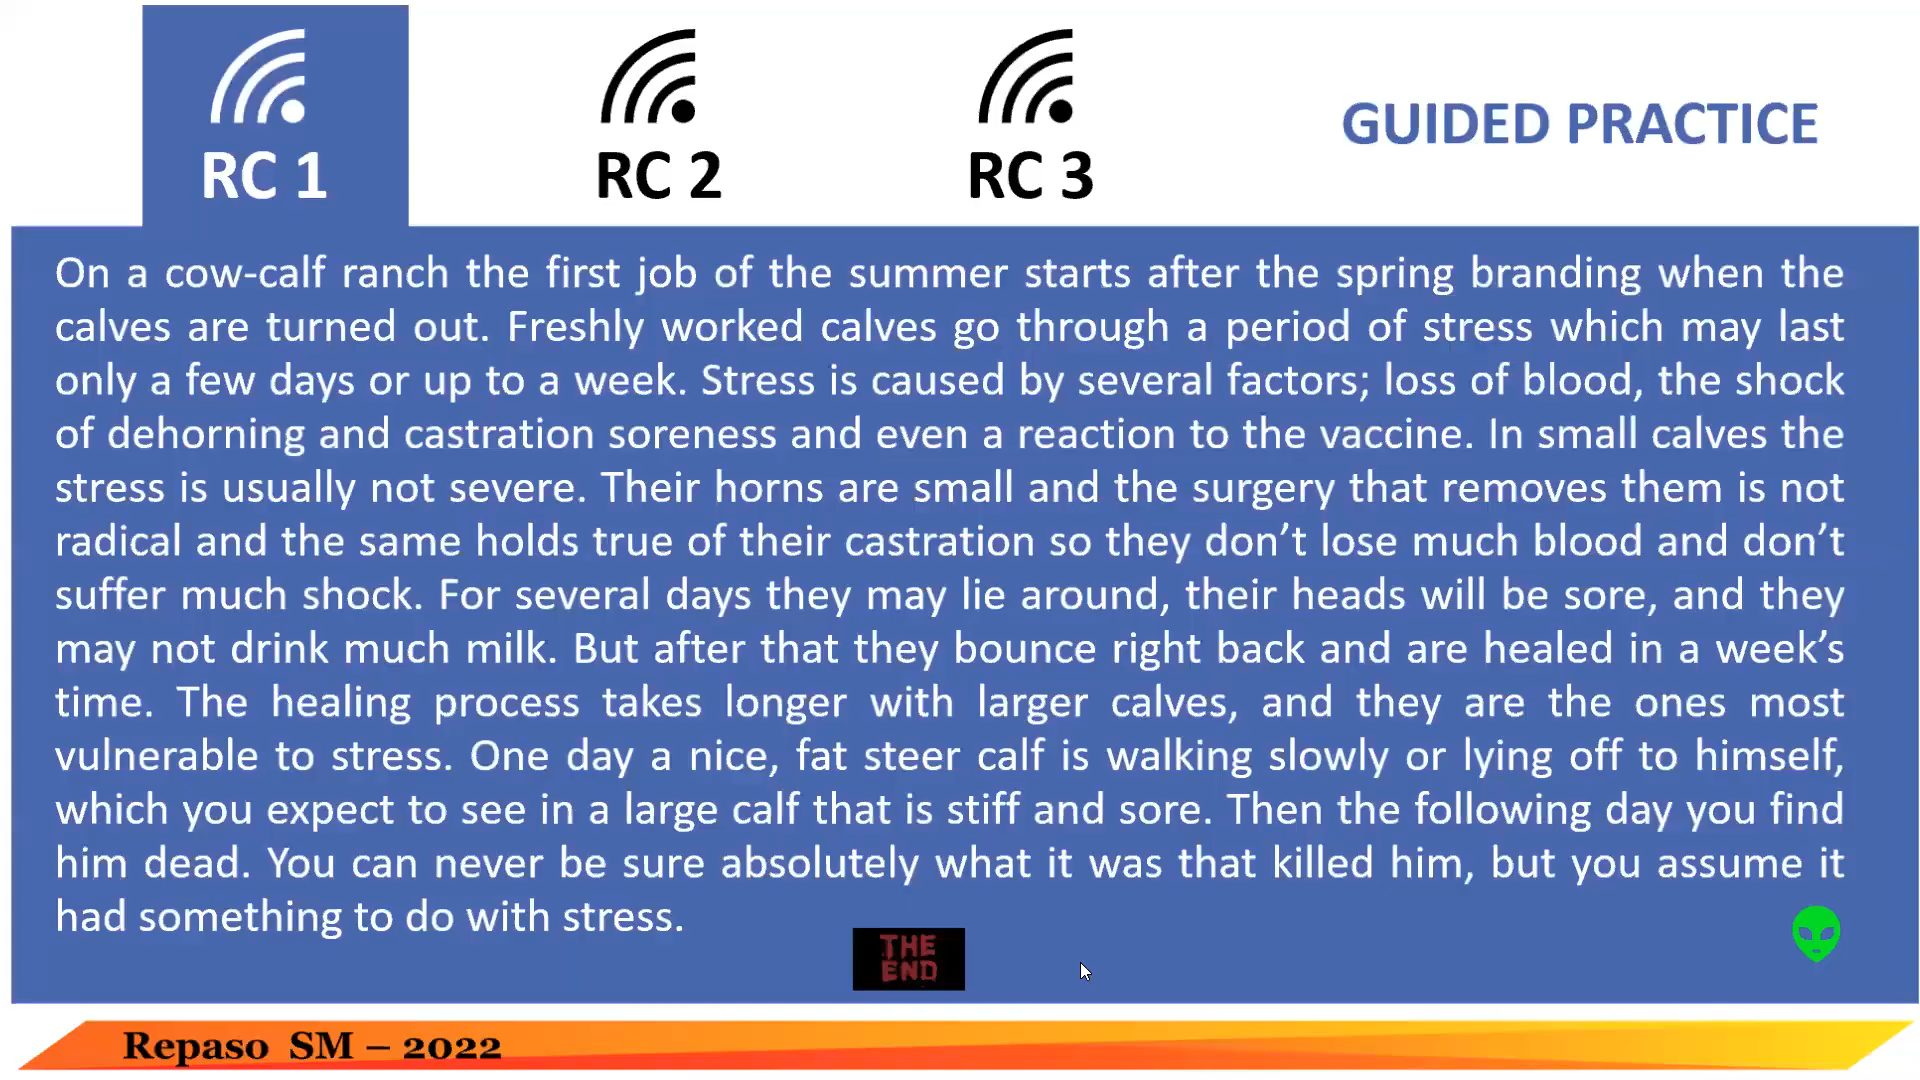 RC 1
RC 2
RC 3
GUIDED PRACTICE
On a cow-calf ranch the first job of the summer starts after the spring branding when the
calves are turned out. Freshly worked calves go through a period of stress which may last
only a few days or up to a week. Stress is caused by several factors; loss of blood, the shock
of dehorning and castration soreness and even a reaction to the vaccine. In small calves the
stress is usually not severe. Their horns are small and the surgery that removes them is not
radical and the same holds true of their castration so they don’t lose much blood and don’t
suffer much shock. For several days they may lie around, their heads will be sore, and they
may not drink much milk. But after that they bounce right back and are healed in a week’s
time. The healing process takes longer with larger calves, and they are the ones most
vulnerable to stress. One day a nice, fat steer calf is walking slowly or lying off to himself,
which you expect to see in a large calf that is stiff and sore. Then the following day you find
him dead. You can never be sure absolutely what it was that killed him, but you assume it
had something to do with stress.
THE
END
Repaso SM – 2022